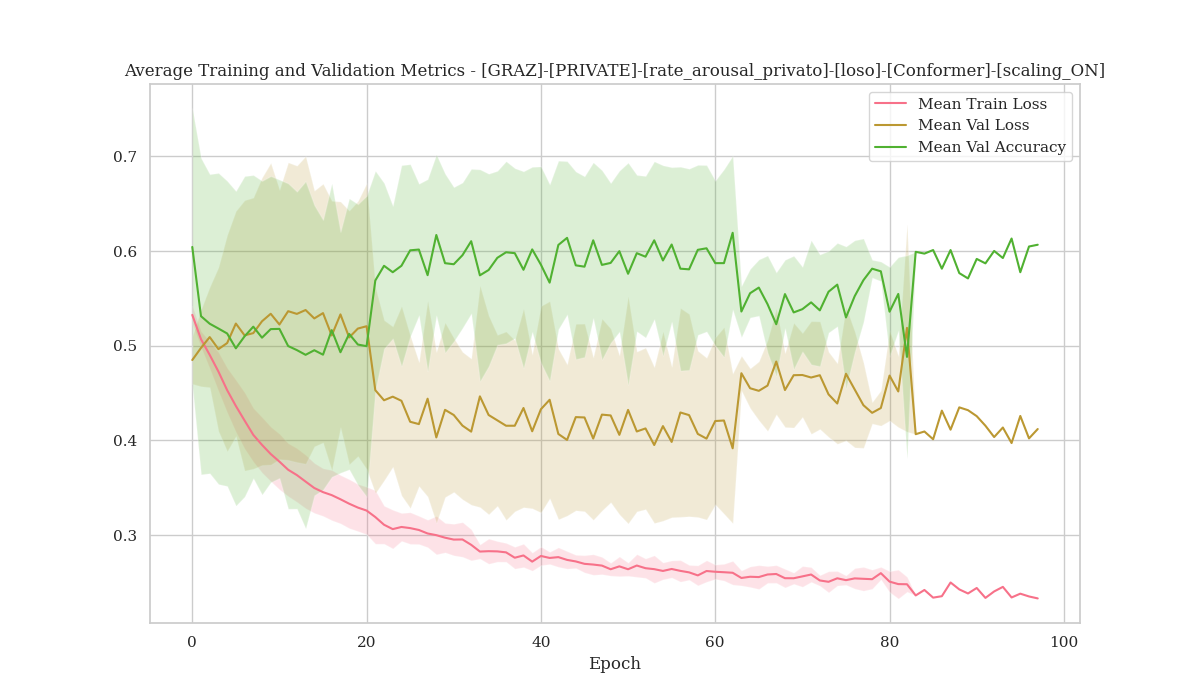 Average Training and Validation Metrics - [GRAZ]-[PRIVATE]-[rate_arousal_privato]-[loso]-[Conformer]-[scaling_ON]
Mean Train Loss
Mean Val Loss
Mean Val Accuracy
0.7
0.6
0.5
0.4
0.3
0 20 40 60 80 100
Epoch